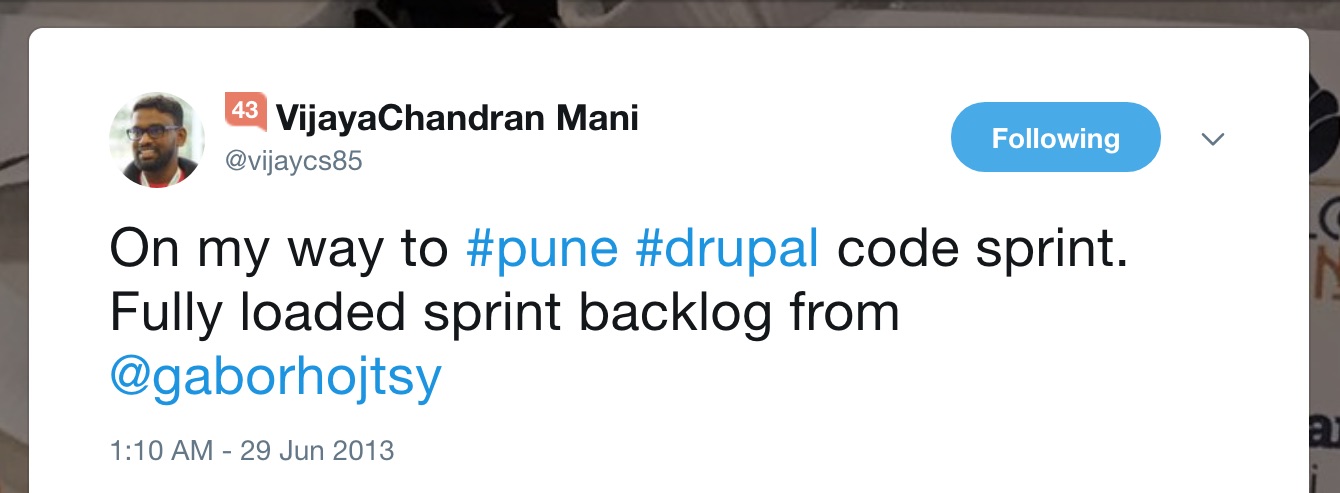 43 VijayaChandran Mani
@vijaycs85
Following
On my way to #pune #drupal code sprint.
Fully loaded sprint backlog from
@gaborhojtsy
1:10 AM - 29 Jun 2013